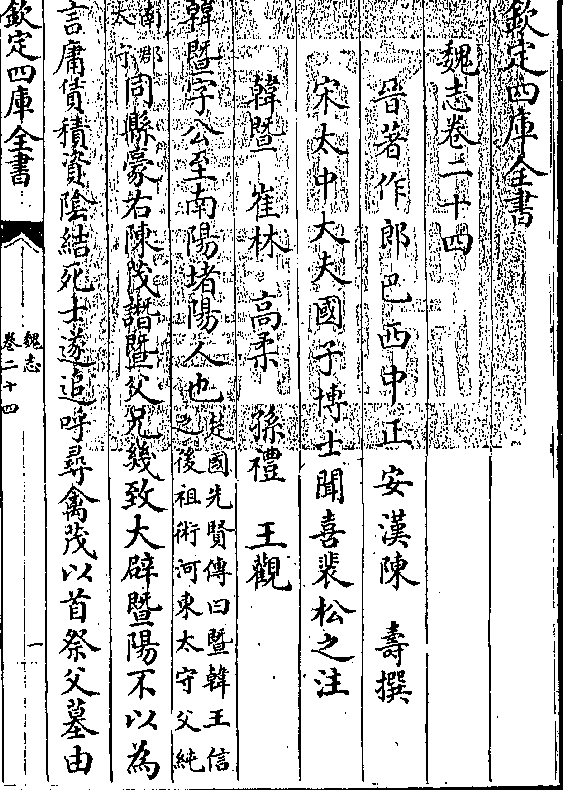 欽定四庫全書
魏志卷二十四
晉著作郎巴西中正安漢陳壽撰
宋太中大夫國子博士聞喜裴松之注
韓暨 崔林 高柔 孫禮 王觀
韓暨字公至南陽堵陽人也
楚國先賢傳曰暨韓王信
之後祖術河東太守父純
南郡
太守
同縣豪右陳茂譖暨父兄幾致大辟暨陽不以為
言庸賃積資陰結死士遂追呼尋禽茂以首祭父墓由
欽定四庫全書
魏志
卷二十四
一